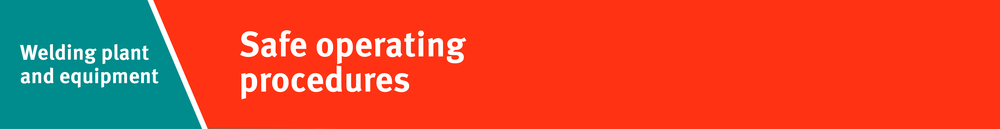 Welding plant
and equipment
Safe operating
procedures